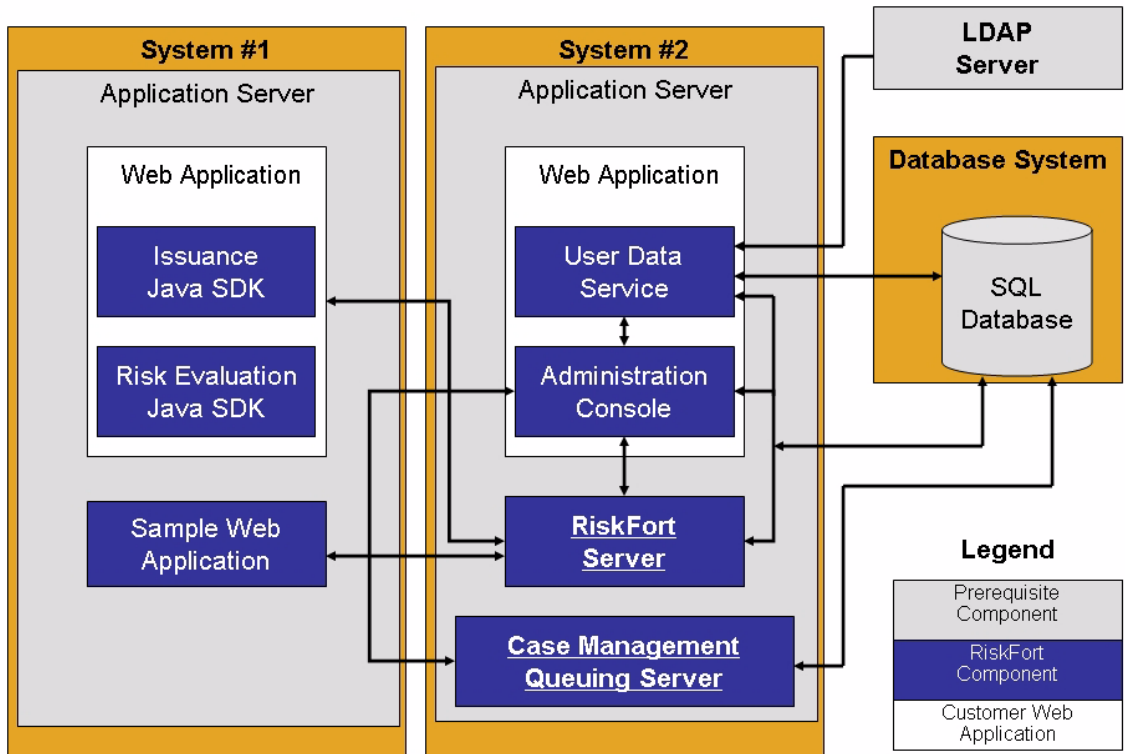 System #1
Application Server
Web Application
Issuance
Java SDK
Risk Evaluation
Java SDK
Sample Web
Application
System #2
Application Server
Web Application
User Data
Service
Administration
Console
RiskFort
Server
Case Management
Queuing Server
LDAP
Server
Database System
SQL
Database
Legend
Prerequisite
Component
RiskFort
Component
Customer Web
Application